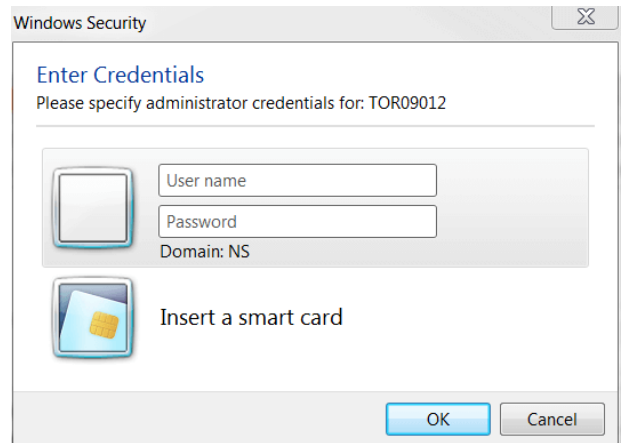 Windows Security
Enter Credentials
Please specify administrator credentials for: TOR09012
User name
Password
Domain: NS
Insert a smart card
OK Cancel